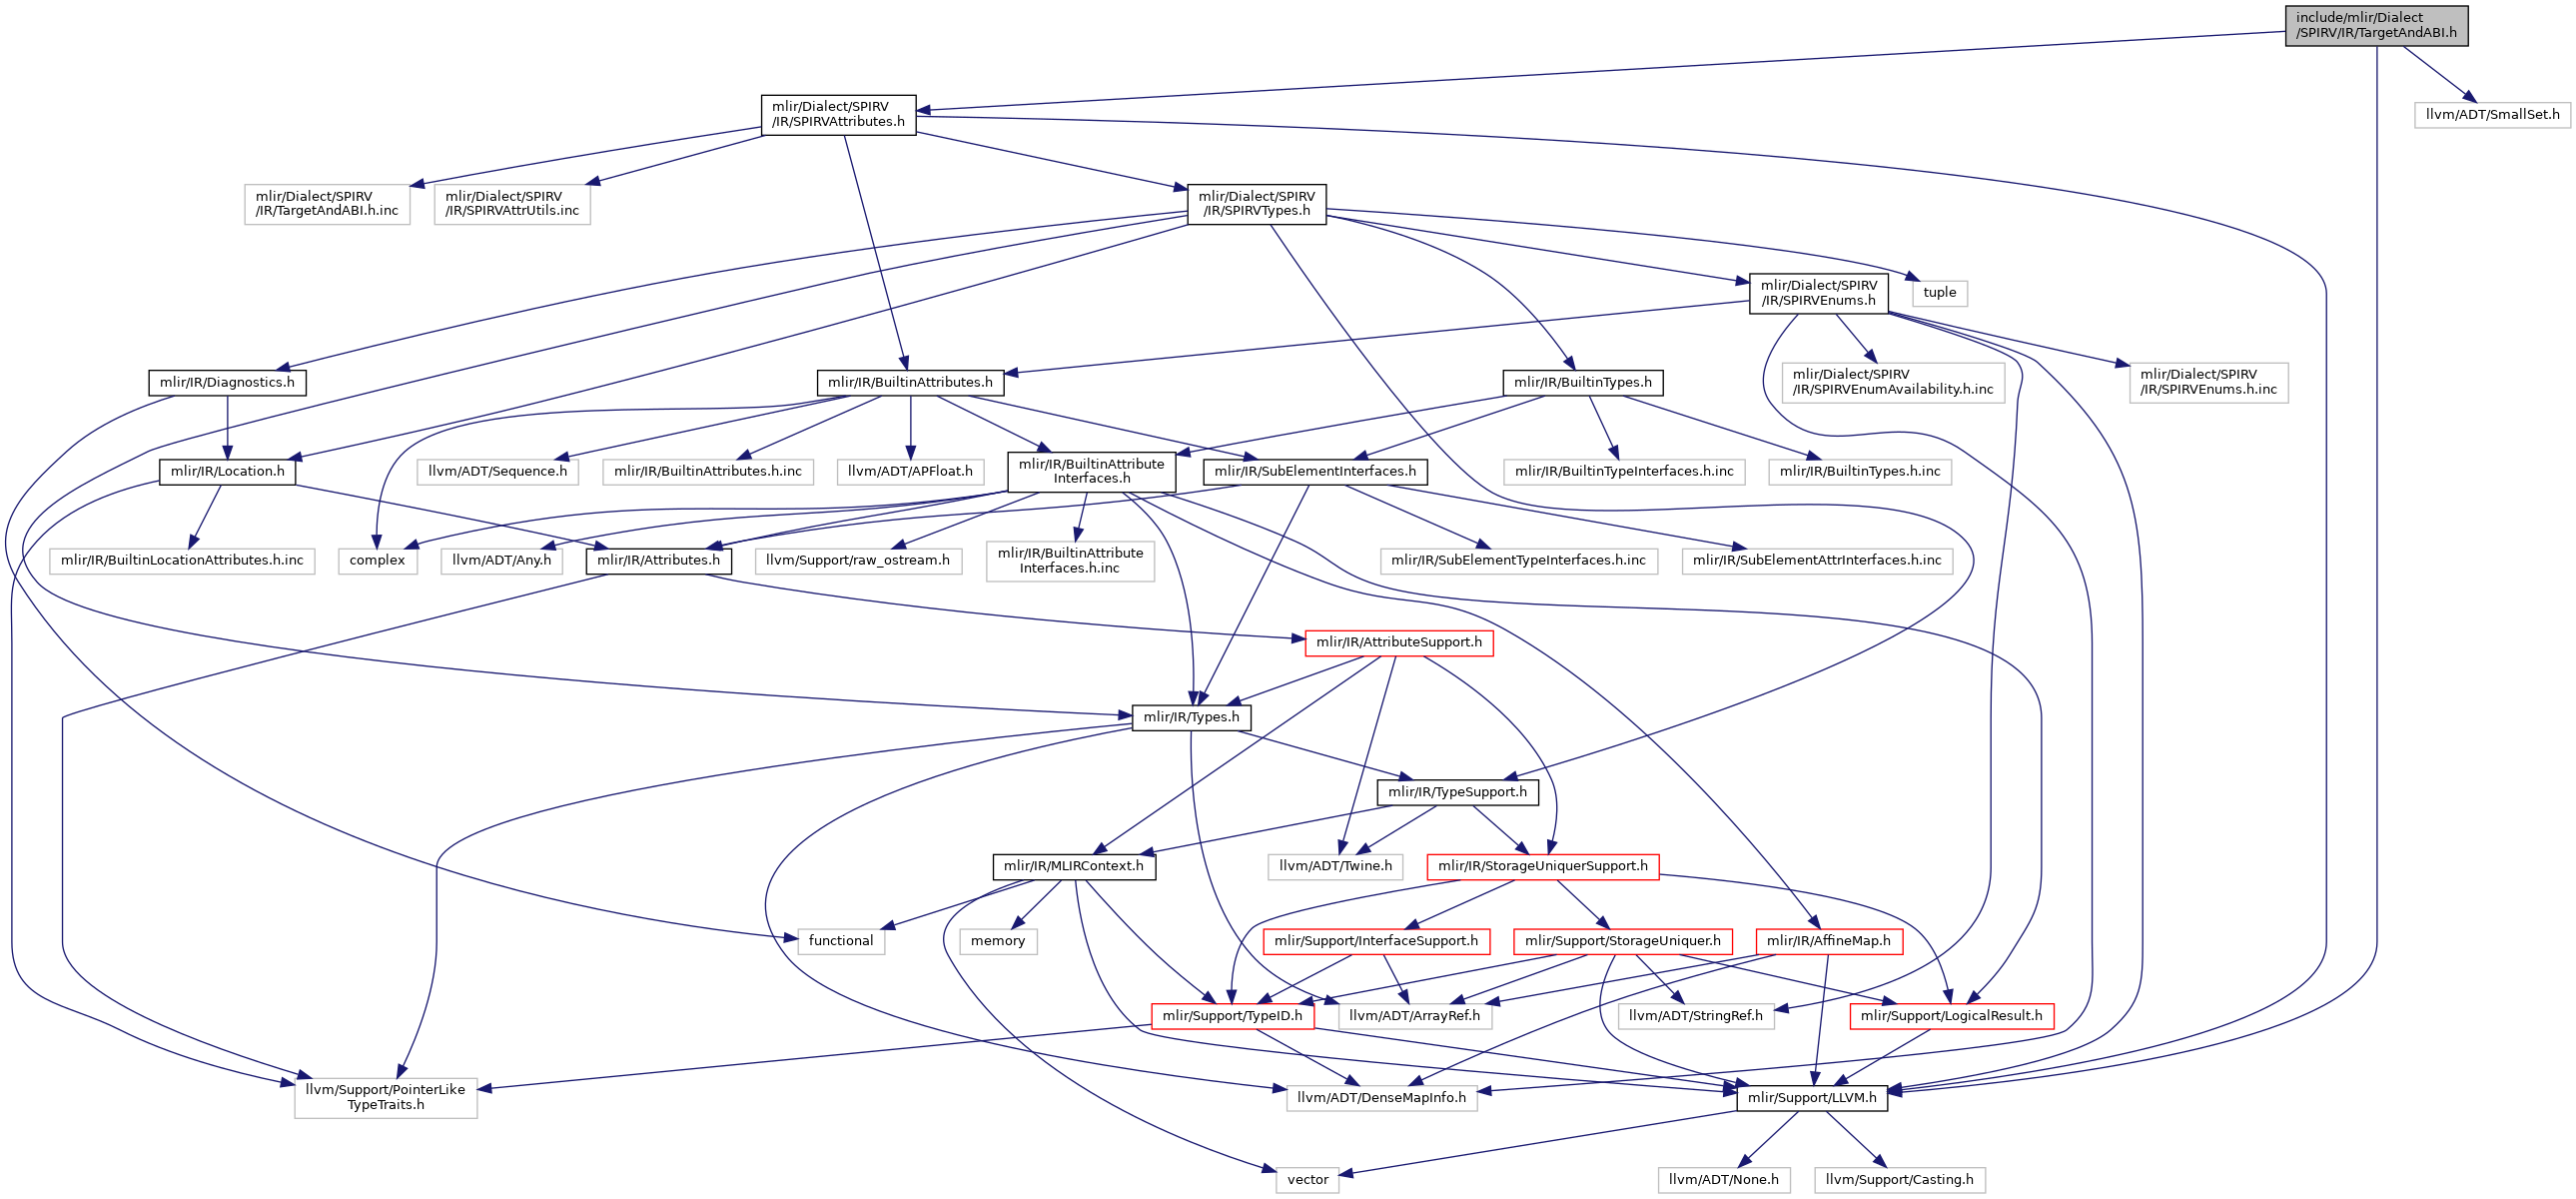 include/mlir/Dialect
/SPIRV/IR/TargetAndABI.h
mlir/Dialect/SPIRV
/IR/SPIRVAttributes.h
llvm/ADT/SmallSet.h
mlir/Dialect/SPIRV
/IR/TargetAndABI.h.inc
mlir/Dialect/SPIRV
/IR/SPIRVAttrUtils.inc
mlir/Dialect/SPIRV
/IR/SPIRVTypes.h
mlir/Dialect/SPIRV
/IR/SPIRVEnums.h
tuple
mlir/IR/Diagnostics.h
mlir/IR/BuiltinAttributes.h
mlir/IR/BuiltinTypes.h
mlir/Dialect/SPIRV
/IR/SPIRVEnumAvailability.h.inc
mlir/Dialect/SPIRV
/IR/SPIRVEnums.h.inc
mlir/IR/Location.h
llvm/ADT/Sequence.h
mlir/IR/BuiltinAttributes.h.inc
llvm/ADT/APFloat.h
mlir/IR/BuiltinAttribute
Interfaces.h
mlir/IR/SubElementInterfaces.h
mlir/IR/BuiltinTypeInterfaces.h.inc
mlir/IR/BuiltinTypes.h.inc
mlir/IR/BuiltinLocationAttributes.h.inc
complex
llvm/ADT/Any.h
mlir/IR/Attributes.h
llvm/Support/raw_ostream.h
mlir/IR/BuiltinAttribute
Interfaces.h.inc
mlir/IR/SubElementTypeInterfaces.h.inc
mlir/IR/SubElementAttrInterfaces.h.inc
mlir/IR/AttributeSupport.h
mlir/IR/Types.h
mlir/IR/TypeSupport.h
mlir/IR/MLIRContext.h
llvm/ADT/Twine.h
mlir/IR/StorageUniquerSupport.h
functional
memory
mlir/Support/InterfaceSupport.h
mlir/Support/StorageUniquer.h
mlir/IR/AffineMap.h
mlir/Support/TypeID.h
llvm/ADT/ArrayRef.h
llvm/ADT/StringRef.h
mlir/Support/LogicalResult.h
llvm/Support/PointerLike
TypeTraits.h
llvm/ADT/DenseMapInfo.h
mlir/Support/LLVM.h
vector
llvm/ADT/None.h
llvm/Support/Casting.h